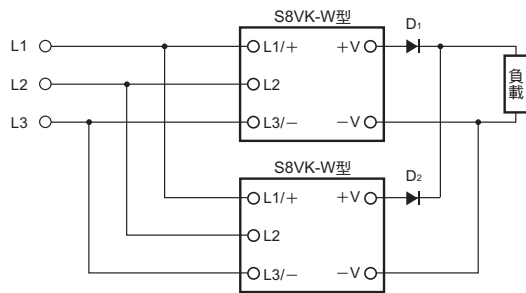 S8VK-W型
D1
L1
L1/+
+V
L2
L2
負載
L3
L3/−
−V
S8VK-W型
D2
L1/+
+V
L2
L3/−
−V